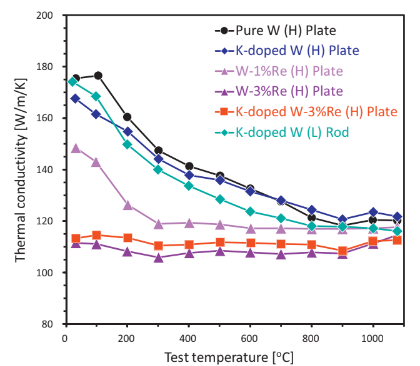 200
180
160
140
120
100
80
Thermal conductivity [W/m/K]
Pure W (H) Plate
K-doped W (H) Plate
W-1%Re (H) Plate
W-3%Re (H) Plate
K-doped W-3%Re (H) Plate
K-doped W (L) Rod
0 200 400 600 800 1000
Test temperature [°C]